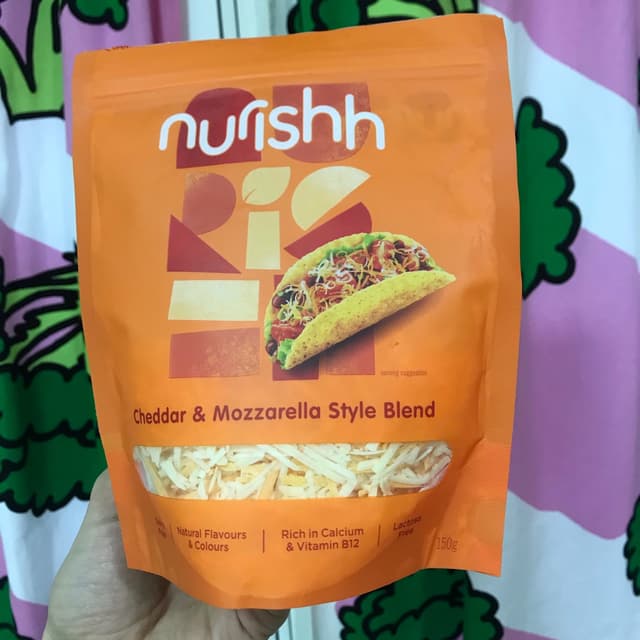 nurishh
serving suggestion
Cheddar & Mozzarella Style Blend
Natural Flavours
& Colours
Rich in Calcium
& Vitamin B12
Lactose
Free
150g